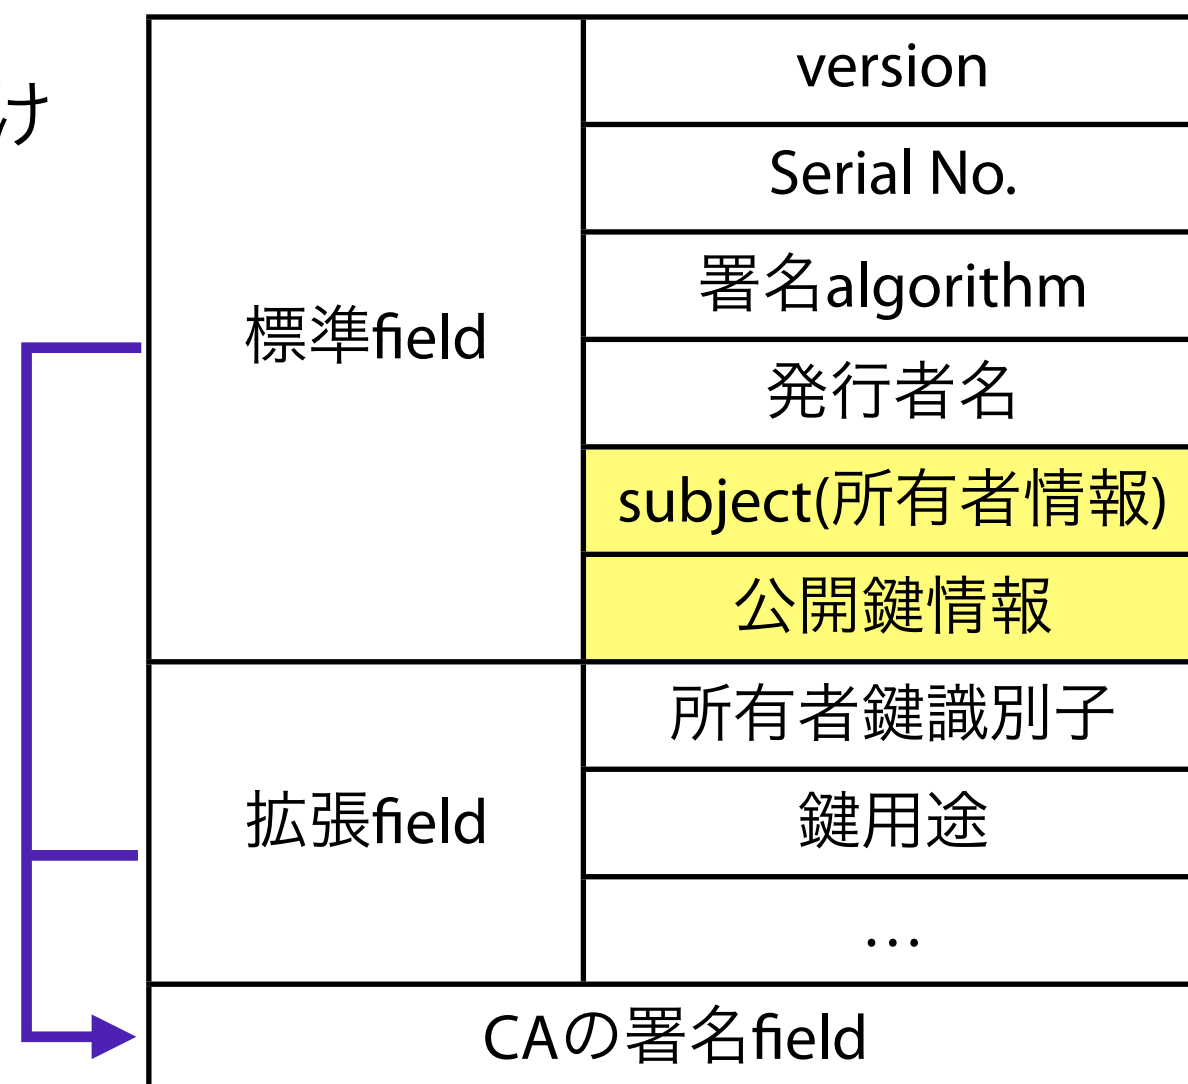 け
version
Serial No.
署名algorithm
標準field
発行者名
subject(所有者情報)
公開鍵情報
所有者鍵識別子
拡張field
鍵用途
…
CAの署名field